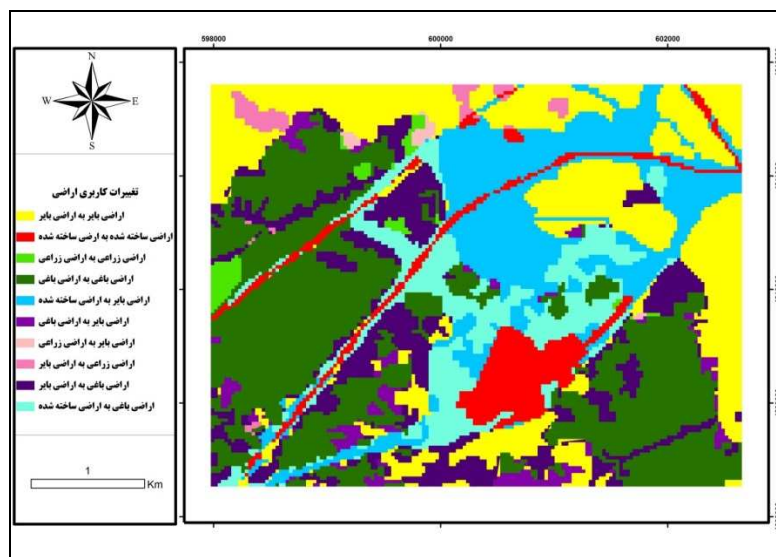 598000
600000
602000
N
W
E
S
تغییرات کاربری اراضی
اراضی بایر به اراضی بایر
اراضی ساخته شده به ارضی ساخته شده
اراضی زراعی به اراضی زراعی
اراضی باغی به اراضی باغی
اراضی بایر به اراضی ساخته شده
اراضی بایر به اراضی باغی
اراضی بایر به اراضی زراعی
اراضی زراعی به اراضی بایر
اراضی باغی به اراضی بایر
اراضی باغی به اراضی ساخته شده
1
Km